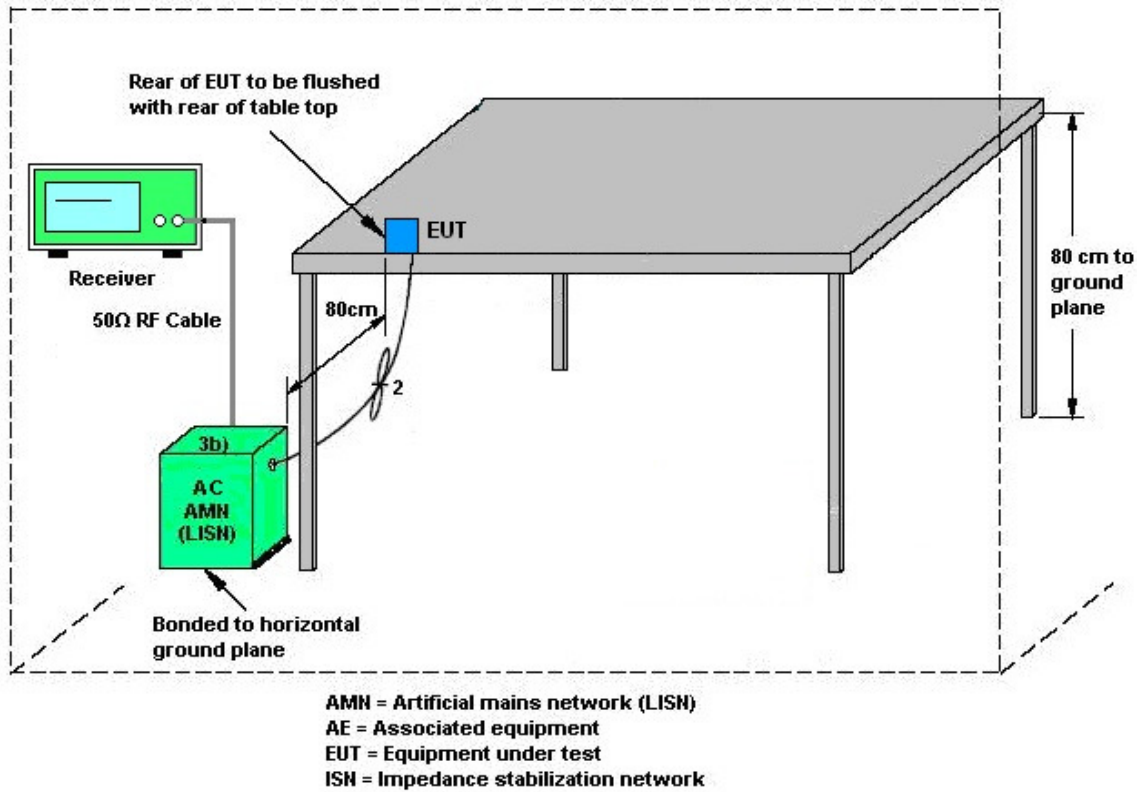 Rear of EUT to be flushed
with rear of table top
EUT
Receiver
50Ω RF Cable
80cm
80 cm to
ground
plane
2
3b)
AC
AMN
(LISN)
Bonded to horizontal
ground plane
AMN = Artificial mains network (LISN)
AE = Associated equipment
EUT = Equipment under test
ISN = Impedance stabilization network